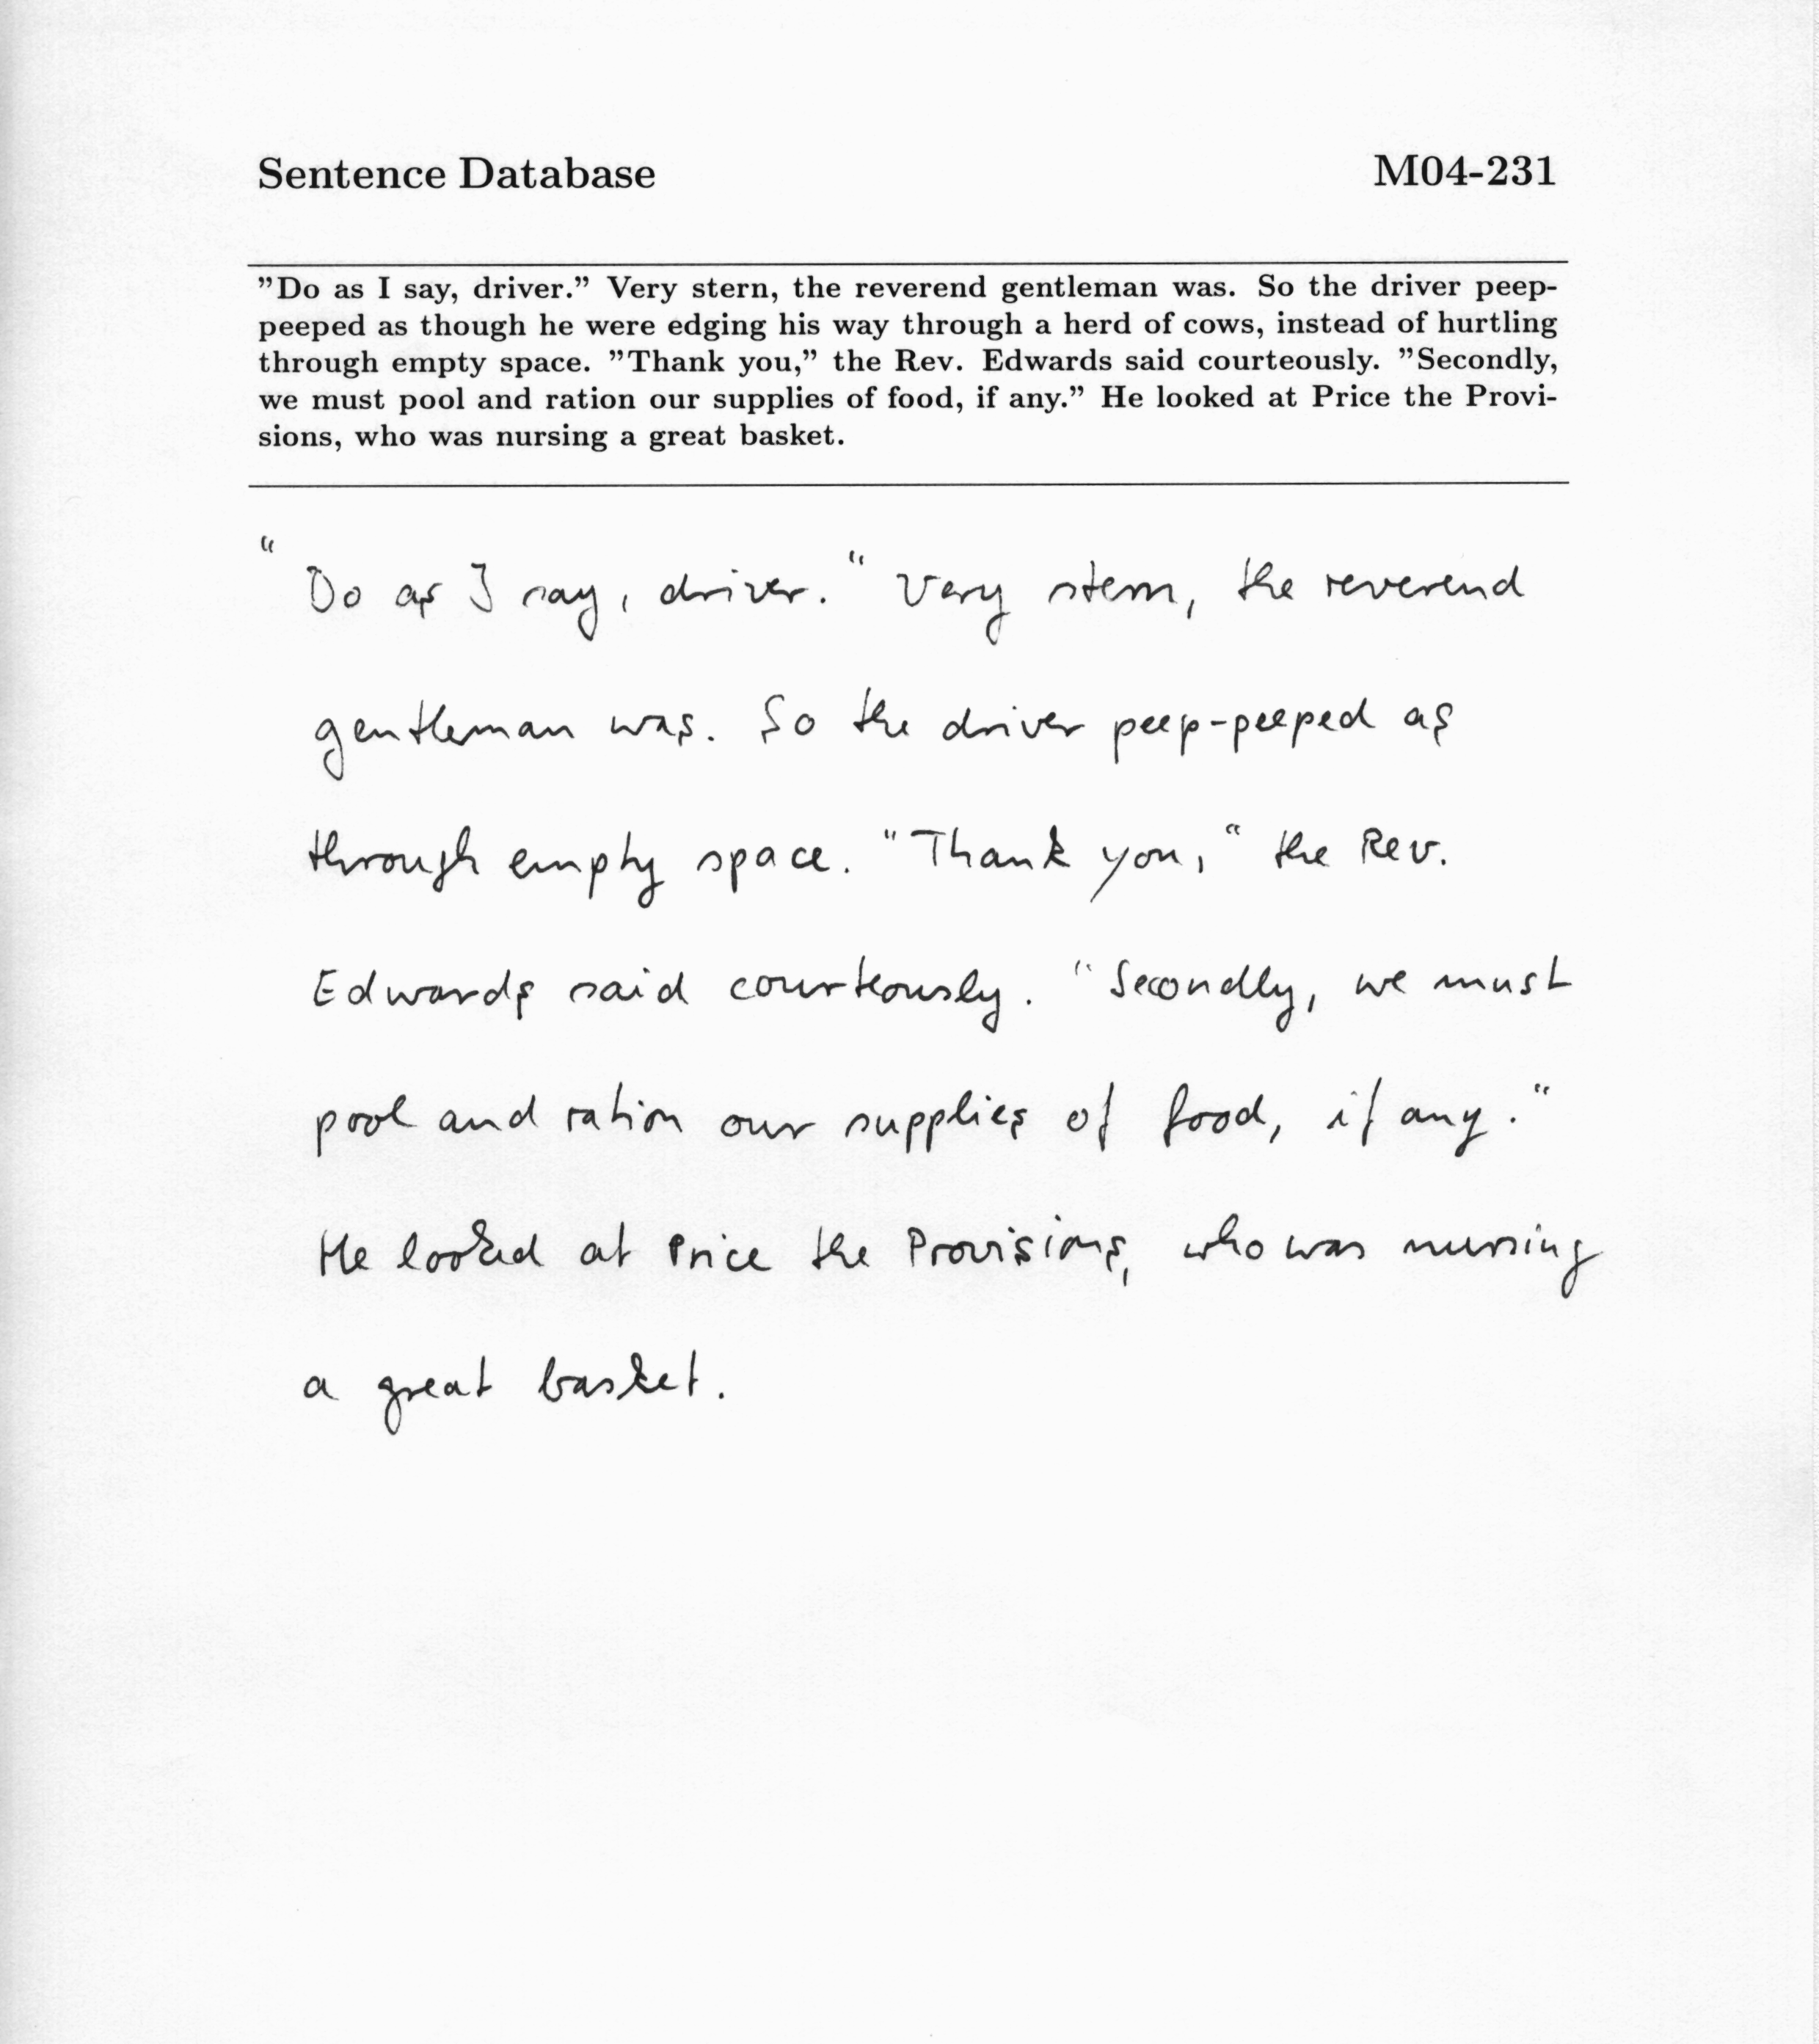 Sentence Database M04-231
"Do as I say, driver." Very stern, the reverend gentleman was. So the driver peep-
peeped as though he were edging his way through a herd of cows, instead of hurtling
through empty space. "Thank you," the Rev. Edwards said courteously. "Secondly,
we must pool and ration our supplies of food, if any." He looked at Price the Provi-
sions, who was nursing a great basket.
"Do as I say, driver." Very stern, the reverend
gentleman was. So the driver peep-peeped as
through empty space. "Thank you," the Rev.
Edwards said courteously. "Secondly, we must
pool and ration our supplies of food, if any."
He looked at Price the Provisions, who was nursing
a great basket.